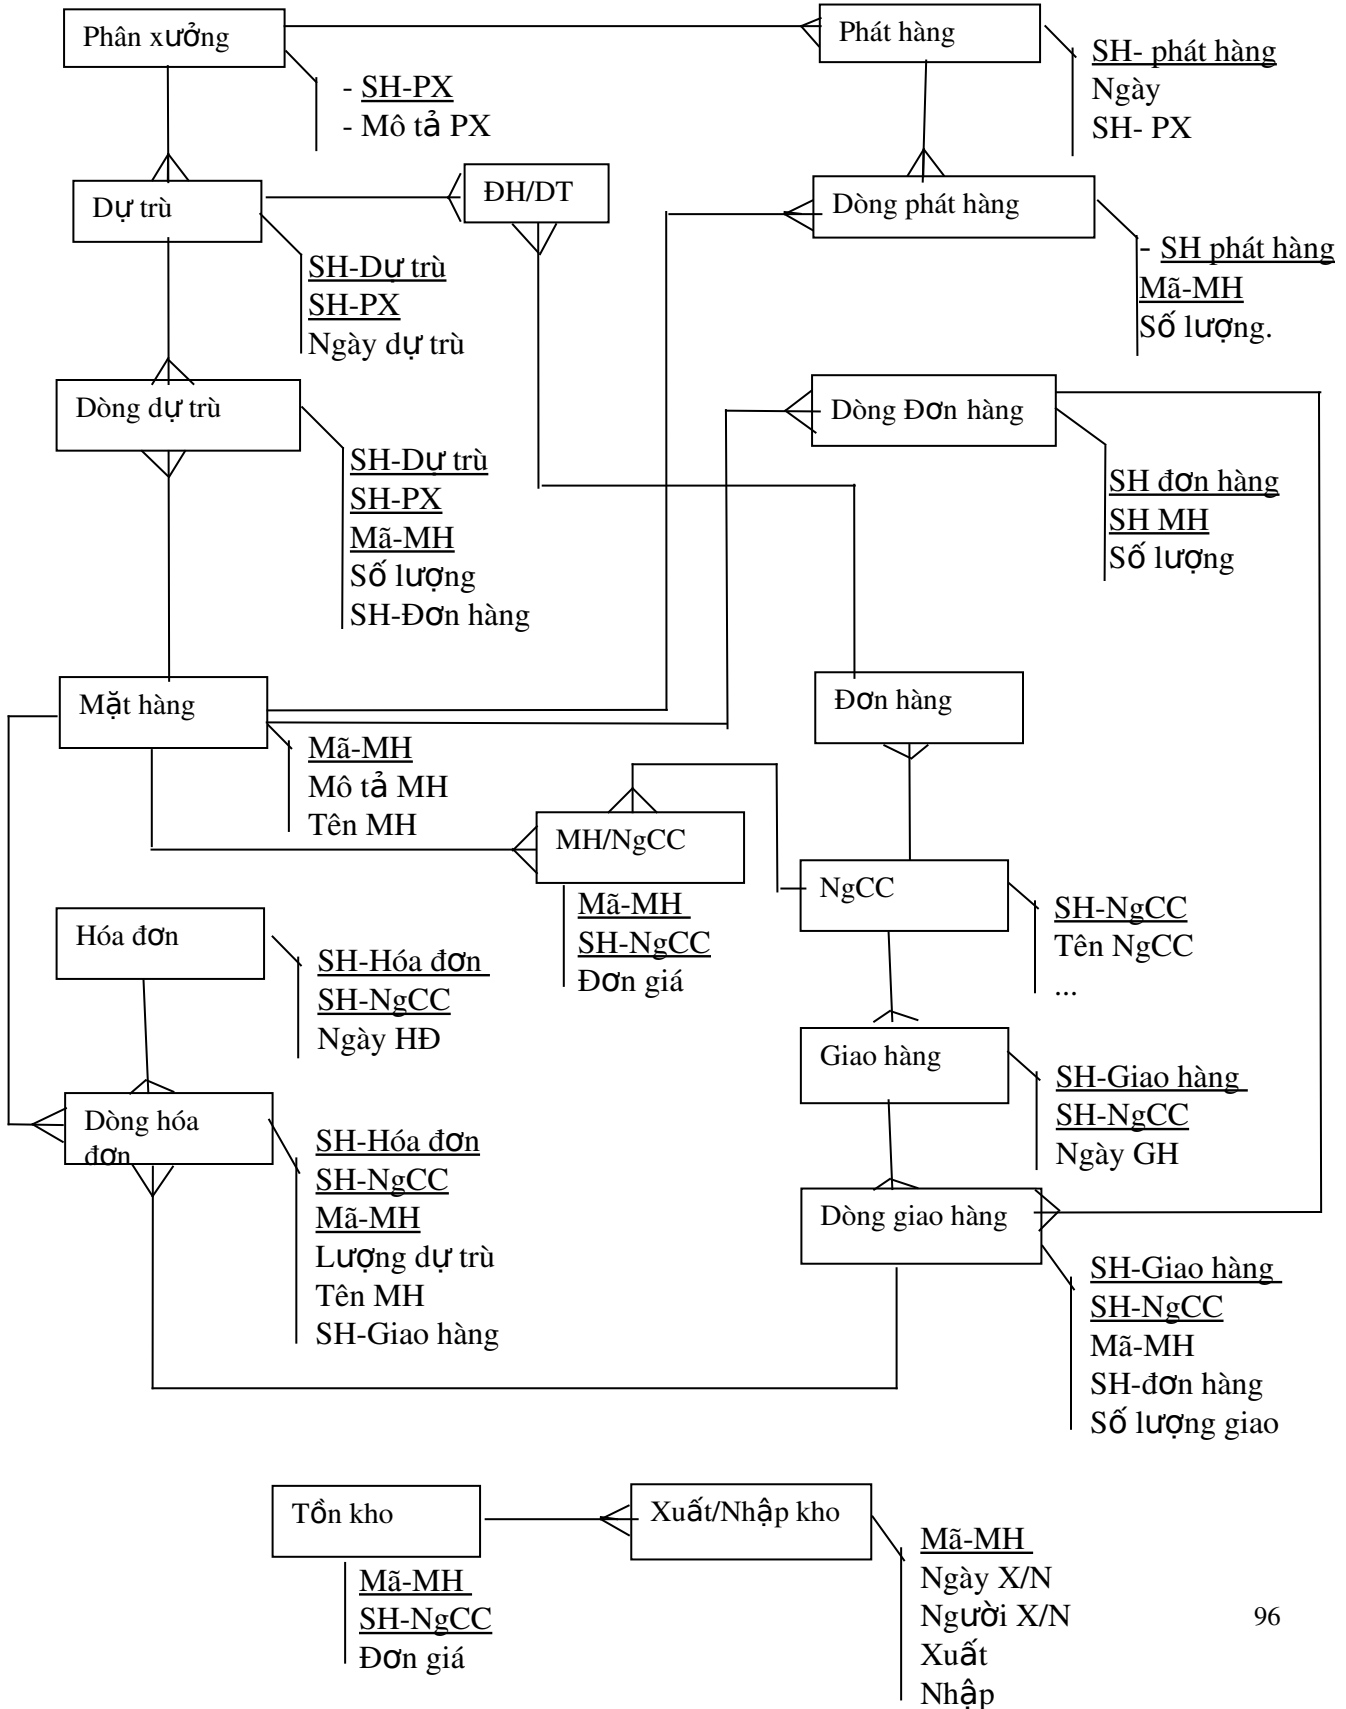 Phân xưởng
- SH-PX
- Mô tả PX
Phát hàng
SH- phát hàng
Ngày
SH- PX
Dự trù
SH-Dự trù
SH-PX
Ngày dự trù
ĐH/DT
Dòng phát hàng
- SH phát hàng
Mã-MH
Số lượng.
Dòng dự trù
SH-Dự trù
SH-PX
Mã-MH
Số lượng
SH-Đơn hàng
Dòng Đơn hàng
SH đơn hàng
SH MH
Số lượng
Mặt hàng
Mã-MH
Mô tả MH
Tên MH
Đơn hàng
MH/NgCC
Mã-MH
SH-NgCC
Đơn giá
NgCC
SH-NgCC
Tên NgCC
...
Hóa đơn
SH-Hóa đơn
SH-NgCC
Ngày HĐ
Giao hàng
SH-Giao hàng
SH-NgCC
Ngày GH
Dòng hóa
đơn
SH-Hóa đơn
SH-NgCC
Mã-MH
Lượng dự trù
Tên MH
SH-Giao hàng
Dòng giao hàng
SH-Giao hàng
SH-NgCC
Mã-MH
SH-đơn hàng
Số lượng giao
Tồn kho
Mã-MH
SH-NgCC
Đơn giá
Xuất/Nhập kho
Mã-MH
Ngày X/N
Người X/N
Xuất
Nhập
96